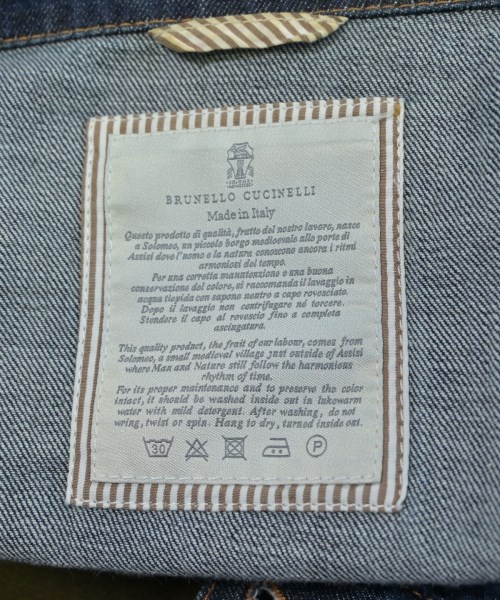 BRUNELLO CUCINELLI
Made in Italy
Questo prodotto di qualità, frutto del nostro lavoro, nasce
a Solomeo, un piccolo borgo medioevale alle porte di
Assisi dove l'uomo e la natura conoscono ancora i ritmi
armoniosi del tempo.
Per una corretta manutenzione e una buona
conservazione del colore, si raccomanda il lavaggio in
acqua tiepida con sapone neutro a capo rovesciato.
Dopo il lavaggio non centrifugare né torcere.
Stendere il capo al rovescio fino a completa
asciugatura.
This quality product, the fruit of our labour, comes from
Solomeo, a small medieval village just outside of Assisi
where Man and Nature still follow the harmonious
rhythm of time.
For its proper maintenance and to preserve the color
intact, it should be washed inside out in lukewarm
water with mild detergent. After washing, do not
wring, twist or spin. Hang to dry, turned inside out.
30 P